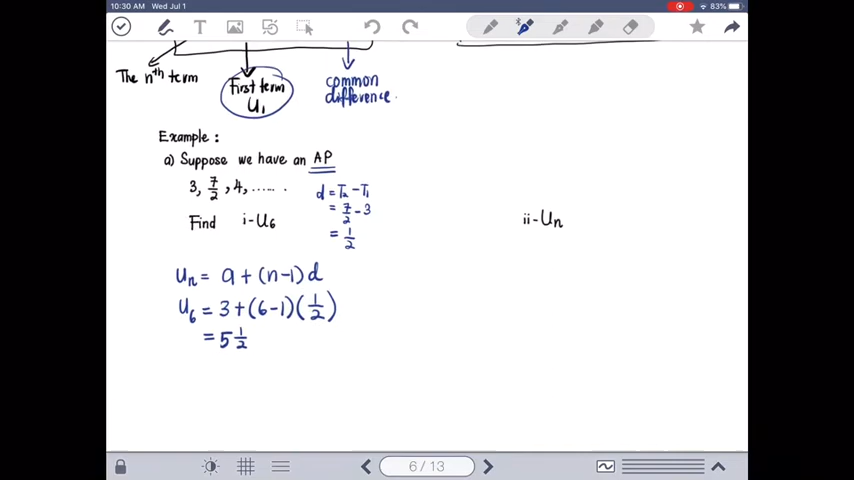 10:30 AM Wed Jul 1
83%
The nth term
First term
U₁
common
difference
Example :
a) Suppose we have an AP
3, 7/2, 4, ......
Find i-U₆
d = T₂ - T₁
= 7/2 - 3
= 1/2
ii-Uₙ
Uₙ = a + (n-1) d
U₆ = 3 + (6-1)(1/2)
= 5 1/2
6 / 13